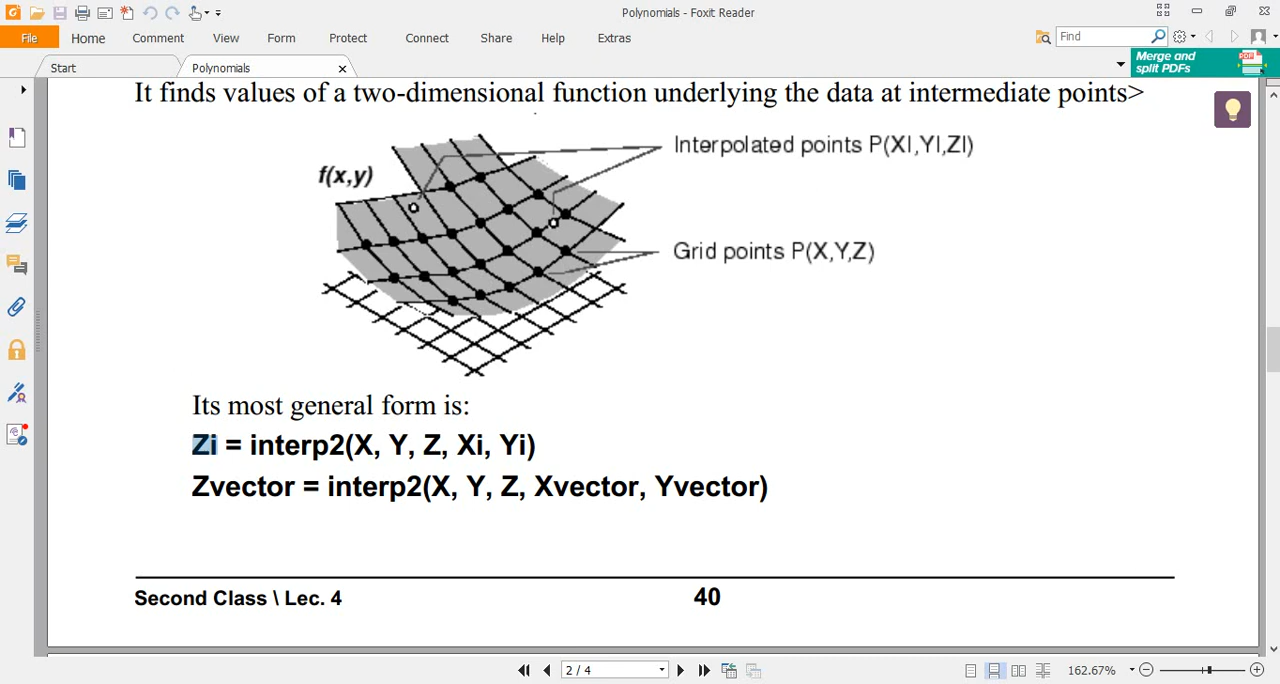 Polynomials - Foxit Reader
File Home Comment View Form Protect Connect Share Help Extras Find
Start Polynomials Merge and split PDFs
It finds values of a two-dimensional function underlying the data at intermediate points>
Interpolated points P(XI,YI,ZI)
f(x,y)
Grid points P(X,Y,Z)
Its most general form is:
Zi = interp2(X, Y, Z, Xi, Yi)
Zvector = interp2(X, Y, Z, Xvector, Yvector)
Second Class \ Lec. 4 40
2 / 4 162.67%